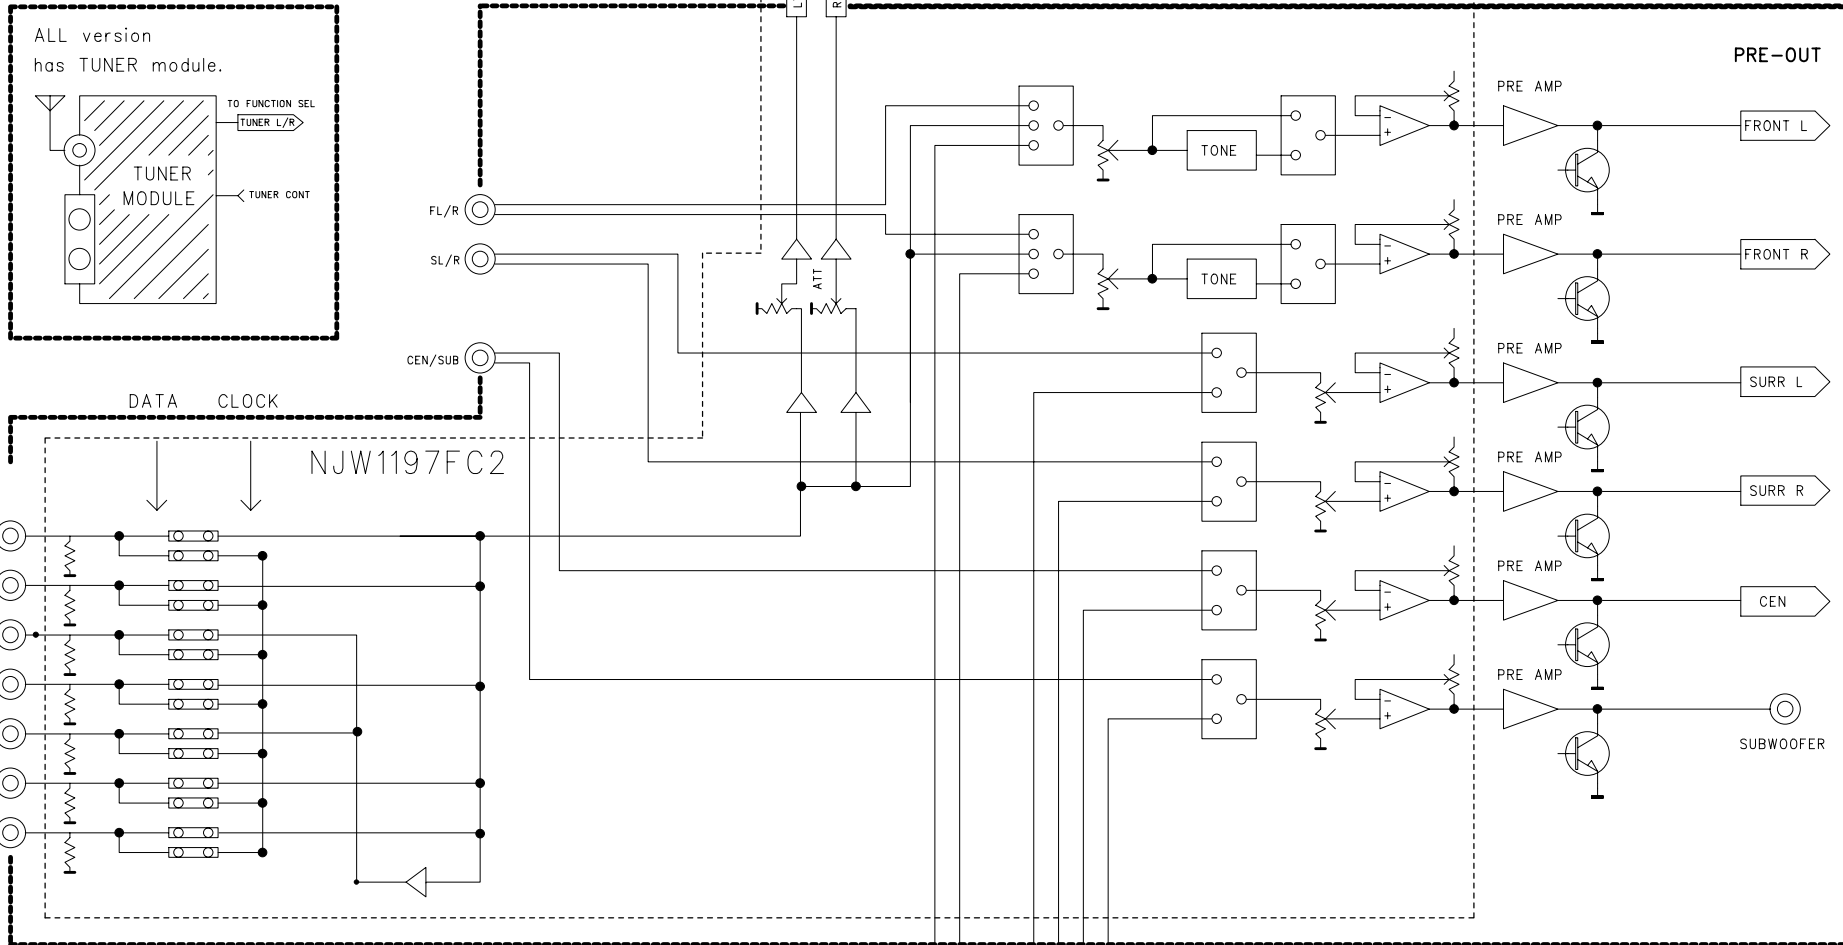 L
R
ALL version
has TUNER module.
TO FUNCTION SEL
TUNER L/R
TUNER
MODULE
TUNER CONT
PRE-OUT
PRE AMP
FRONT L
TONE
- +
FL/R
PRE AMP
FRONT R
TONE
- +
SL/R
ATT
CEN/SUB
PRE AMP
SURR L
- +
DATA CLOCK
NJW1197FC2
PRE AMP
SURR R
- +
PRE AMP
CEN
- +
PRE AMP
- +
SUBWOOFER